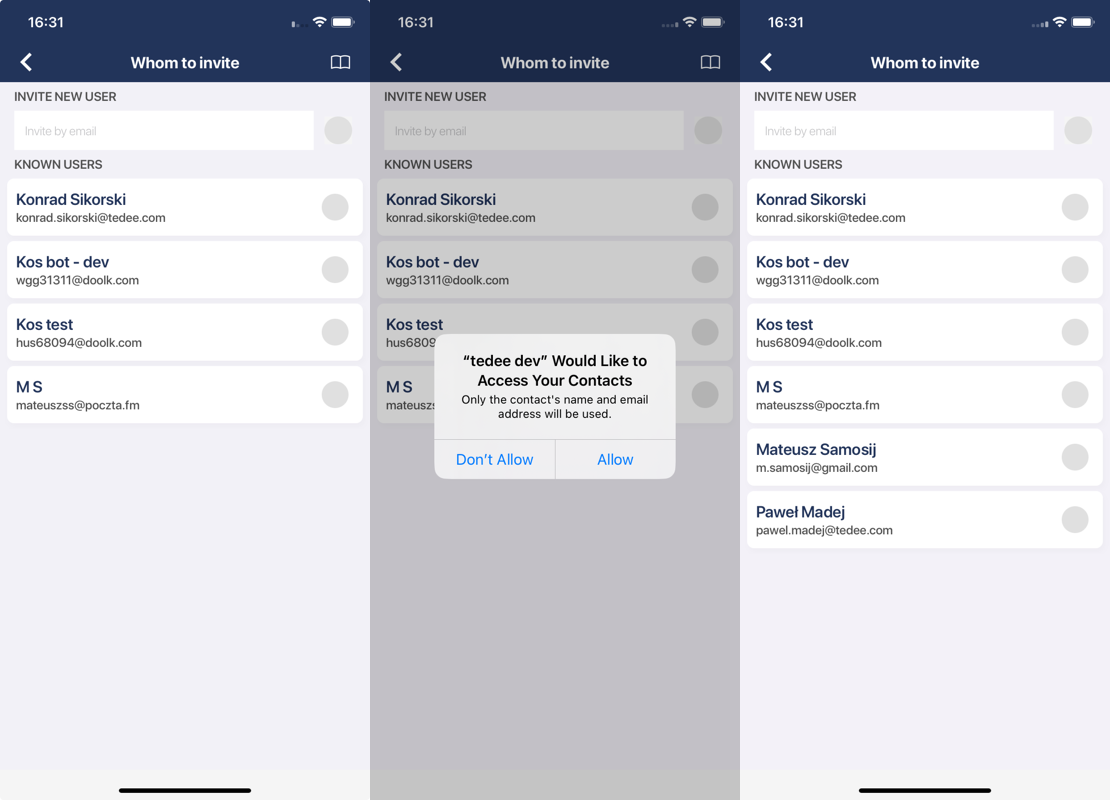 16:31
Whom to invite
INVITE NEW USER
Invite by email
KNOWN USERS
Konrad Sikorski
konrad.sikorski@tedee.com
Kos bot - dev
wgg31311@doolk.com
Kos test
hus68094@doolk.com
M S
mateuszss@poczta.fm
16:31
Whom to invite
INVITE NEW USER
Invite by email
KNOWN USERS
Konrad Sikorski
konrad.sikorski@tedee.com
Kos bot - dev
wgg31311@doolk.com
Kos test
hus6809
M S
mateuszs
“tedee dev” Would Like to
Access Your Contacts
Only the contact's name and email
address will be used.
Don’t Allow
Allow
16:31
Whom to invite
INVITE NEW USER
Invite by email
KNOWN USERS
Konrad Sikorski
konrad.sikorski@tedee.com
Kos bot - dev
wgg31311@doolk.com
Kos test
hus68094@doolk.com
M S
mateuszss@poczta.fm
Mateusz Samosij
m.samosij@gmail.com
Paweł Madej
pawel.madej@tedee.com